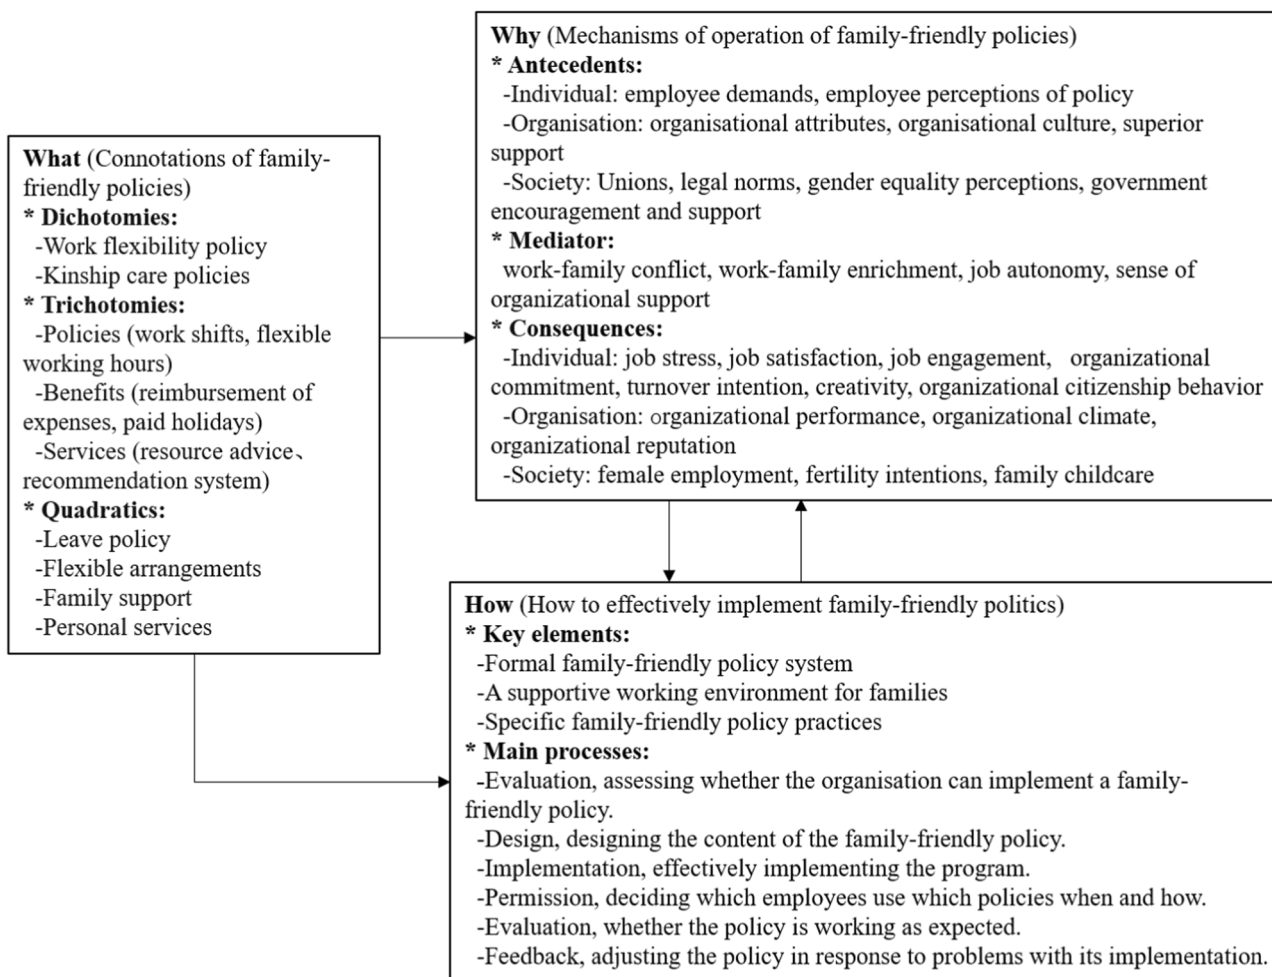 What (Connotations of family-
friendly policies)
* Dichotomies:
-Work flexibility policy
-Kinship care policies
* Trichotomies:
-Policies (work shifts, flexible
working hours)
-Benefits (reimbursement of
expenses, paid holidays)
-Services (resource advice、
recommendation system)
* Quadratics:
-Leave policy
-Flexible arrangements
-Family support
-Personal services
Why (Mechanisms of operation of family-friendly policies)
* Antecedents:
-Individual: employee demands, employee perceptions of policy
-Organisation: organisational attributes, organisational culture, superior
support
-Society: Unions, legal norms, gender equality perceptions, government
encouragement and support
* Mediator:
work-family conflict, work-family enrichment, job autonomy, sense of
organizational support
* Consequences:
-Individual: job stress, job satisfaction, job engagement, organizational
commitment, turnover intention, creativity, organizational citizenship behavior
-Organisation: organizational performance, organizational climate,
organizational reputation
-Society: female employment, fertility intentions, family childcare
How (How to effectively implement family-friendly politics)
* Key elements:
-Formal family-friendly policy system
-A supportive working environment for families
-Specific family-friendly policy practices
* Main processes:
-Evaluation, assessing whether the organisation can implement a family-
friendly policy.
-Design, designing the content of the family-friendly policy.
-Implementation, effectively implementing the program.
-Permission, deciding which employees use which policies when and how.
-Evaluation, whether the policy is working as expected.
-Feedback, adjusting the policy in response to problems with its implementation.